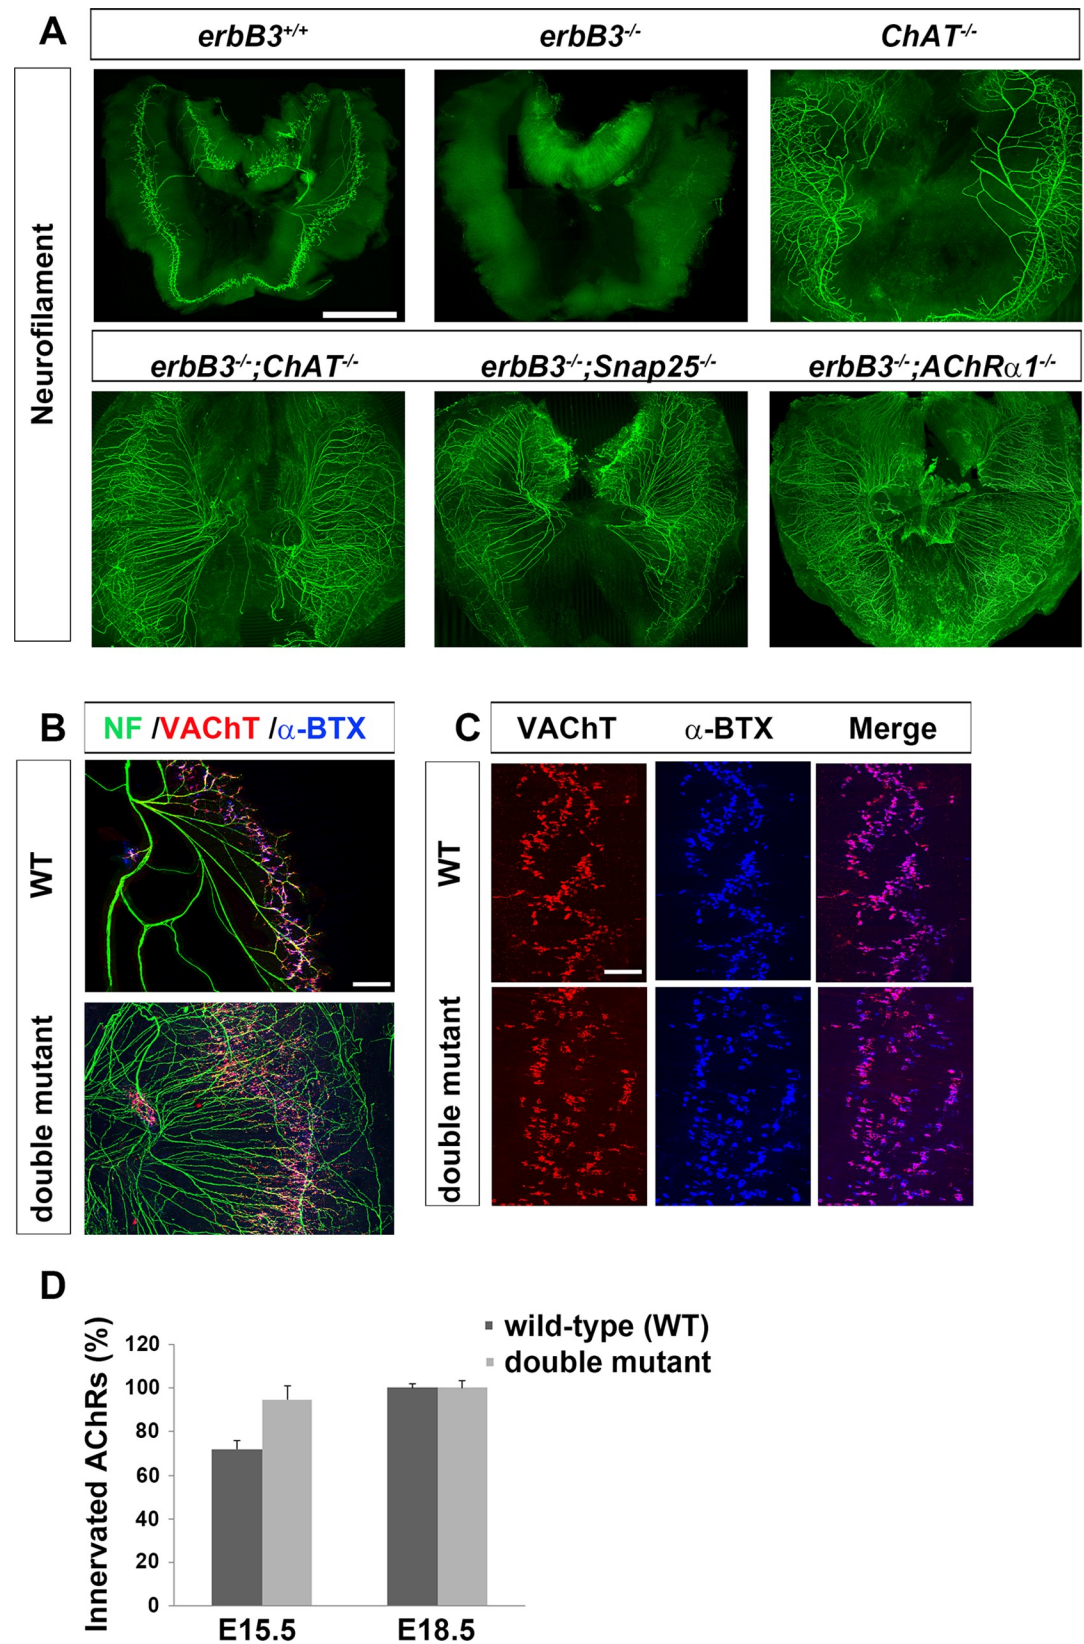 A
erbB3+/+ erbB3-/- ChAT-/-
Neurofilament
erbB3-/-;ChAT-/- erbB3-/-;Snap25-/- erbB3-/-;AChRα1-/-
B
NF /VAChT /α-BTX
WT
double mutant
C
VAChT α-BTX Merge
WT
double mutant
D
Innervated AChRs (%)
120
100
80
60
40
20
0
E15.5 E18.5
wild-type (WT)
double mutant